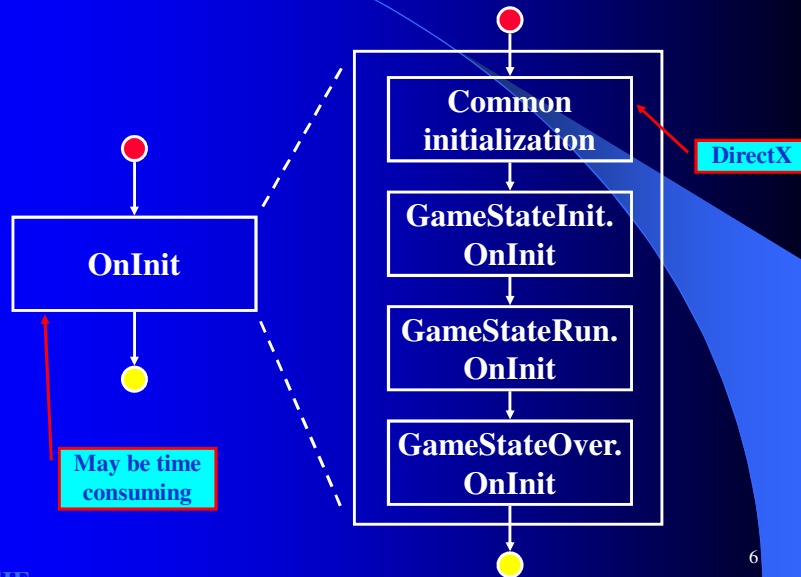 Common
initialization
DirectX
GameStateInit.
OnInit
OnInit
GameStateRun.
OnInit
GameStateOver.
OnInit
May be time
consuming
6